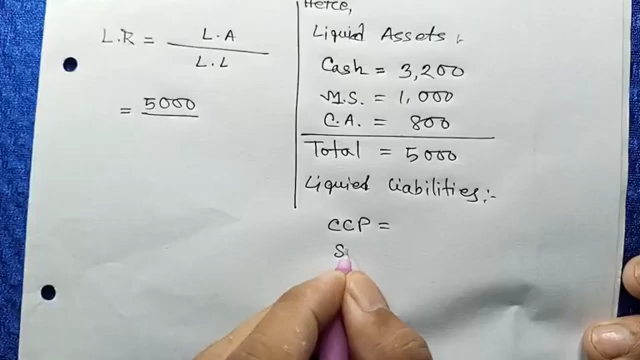 L.R = L.A
L.L
= 5000
Hence,
Liquid Assets :
Cash = 3,200
M.S. = 1,000
C.A. = 800
Total = 5000
Liquied Liabilities :-
CCP =
S